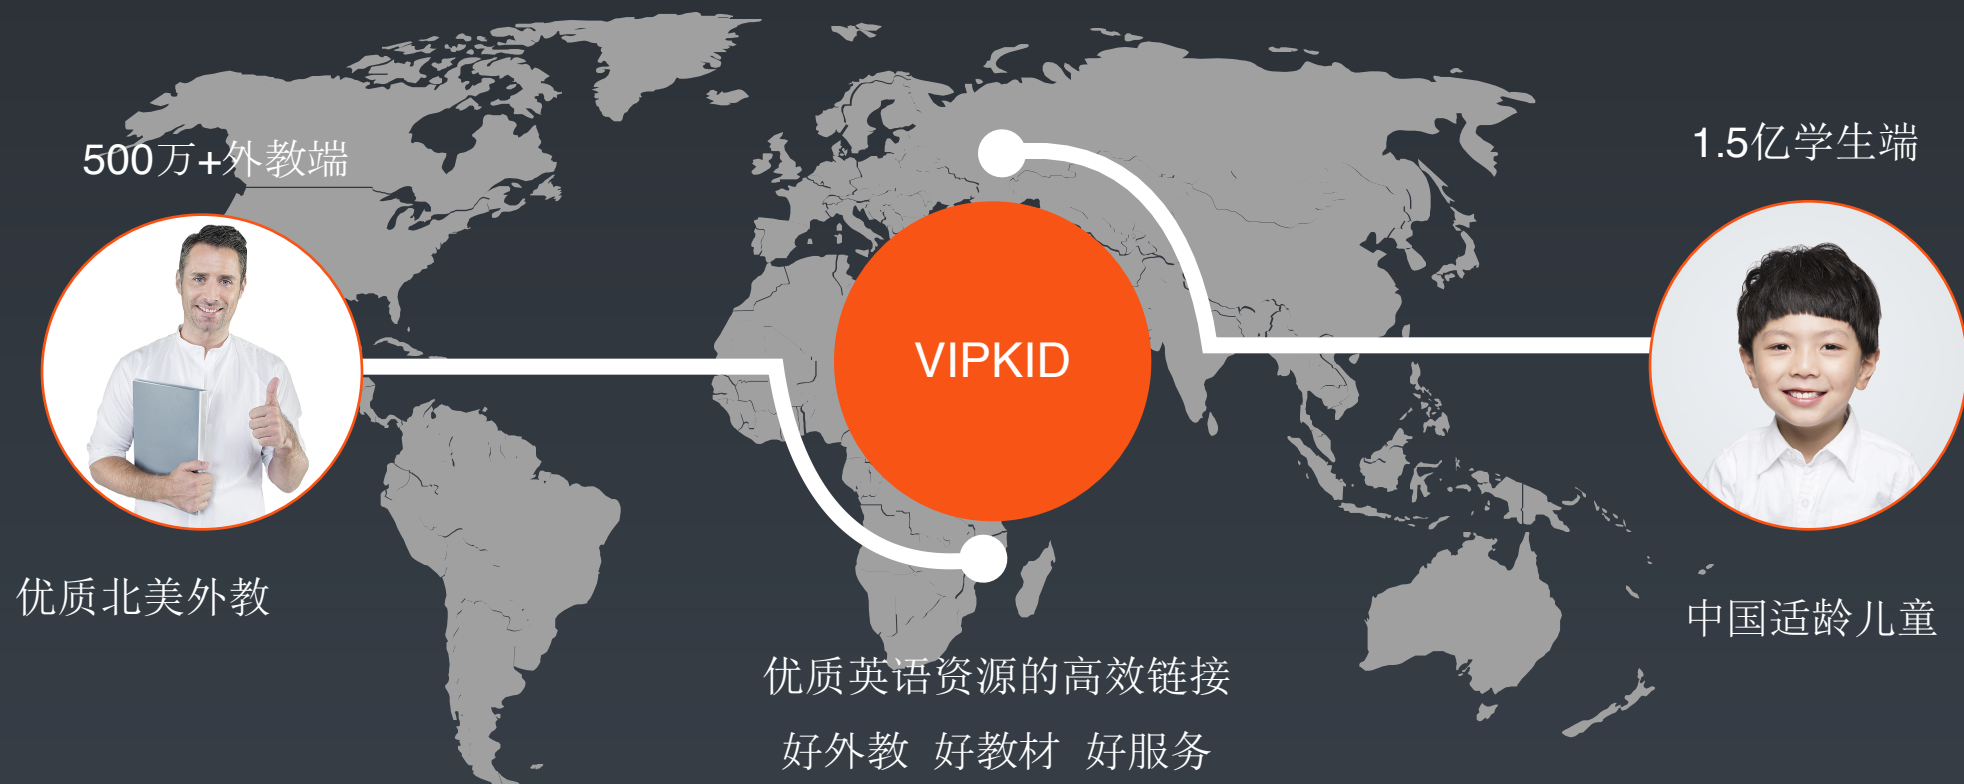 500万+外教端
1.5亿学生端
VIPKID
优质北美外教
中国适龄儿童
优质英语资源的高效链接
好外教 好教材 好服务